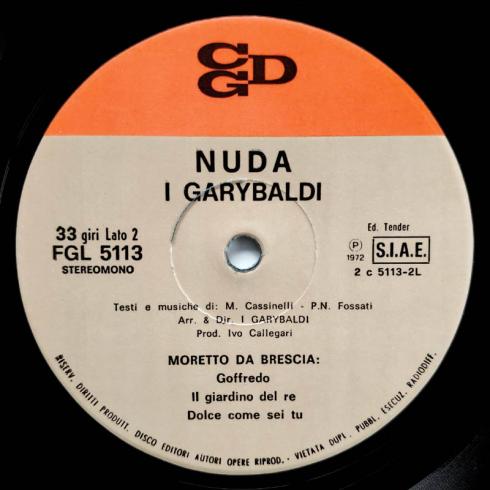 CGD
NUDA
I GARYBALDI
33 giri Lato 2
FGL 5113
STEREOMONO
Ed. Tender
P 1972
S.I.A.E.
2 c 5113-2L
Testi e musiche di: M. Cassinelli - P.N. Fossati
Arr. & Dir. I GARYBALDI
Prod. Ivo Callegari
MORETTO DA BRESCIA:
Goffredo
Il giardino del re
Dolce come sei tu
RISERV. DIRITTI PRODUTT. DISCO EDITORI AUTORI OPERE RIPROD. - VIETATA DUPL. PUBBL. ESECUZ. RADIODIFF.